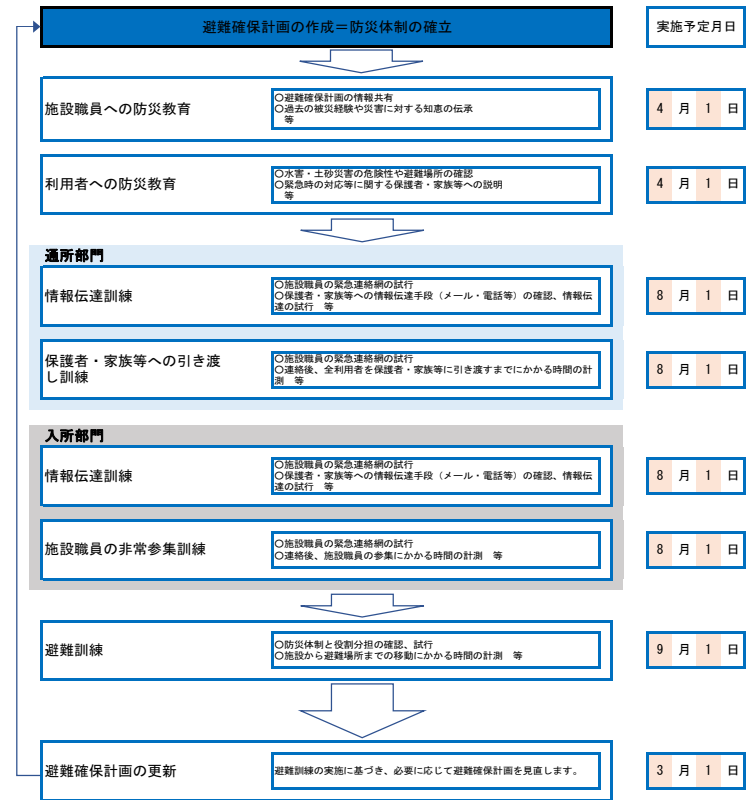 避難確保計画の作成＝防災体制の確立
実施予定月日
施設職員への防災教育
〇避難確保計画の情報共有
〇過去の被災経験や災害に対する知恵の伝承
等
4 月 1 日
利用者への防災教育
〇水害・土砂災害の危険性や避難場所の確認
〇緊急時の対応等に関する保護者・家族等への説明
等
4 月 1 日
通所部門
情報伝達訓練
〇施設職員の緊急連絡網の試行
〇保護者・家族等への情報伝達手段（メール・電話等）の確認、情報伝
達の試行　等
8 月 1 日
保護者・家族等への引き渡
し訓練
〇施設職員の緊急連絡網の試行
〇連絡後、全利用者を保護者・家族等に引き渡すまでにかかる時間の計
測　等
8 月 1 日
入所部門
情報伝達訓練
〇施設職員の緊急連絡網の試行
〇保護者・家族等への情報伝達手段（メール・電話等）の確認、情報伝
達の試行　等
8 月 1 日
施設職員の非常参集訓練
〇施設職員の緊急連絡網の試行
〇連絡後、施設職員の参集にかかる時間の計測　等
8 月 1 日
避難訓練
〇防災体制と役割分担の確認、試行
〇施設から避難場所までの移動にかかる時間の計測　等
9 月 1 日
避難確保計画の更新
避難訓練の実施に基づき、必要に応じて避難確保計画を見直します。
3 月 1 日